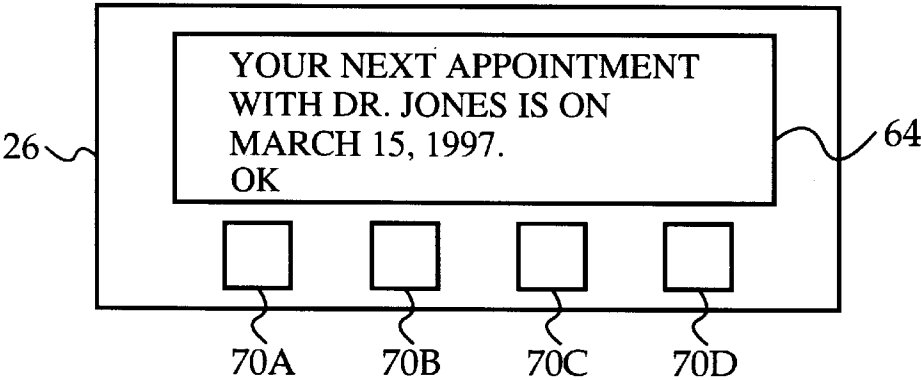 YOUR NEXT APPOINTMENT
WITH DR. JONES IS ON
MARCH 15, 1997.
OK
26
64
70A 70B 70C 70D